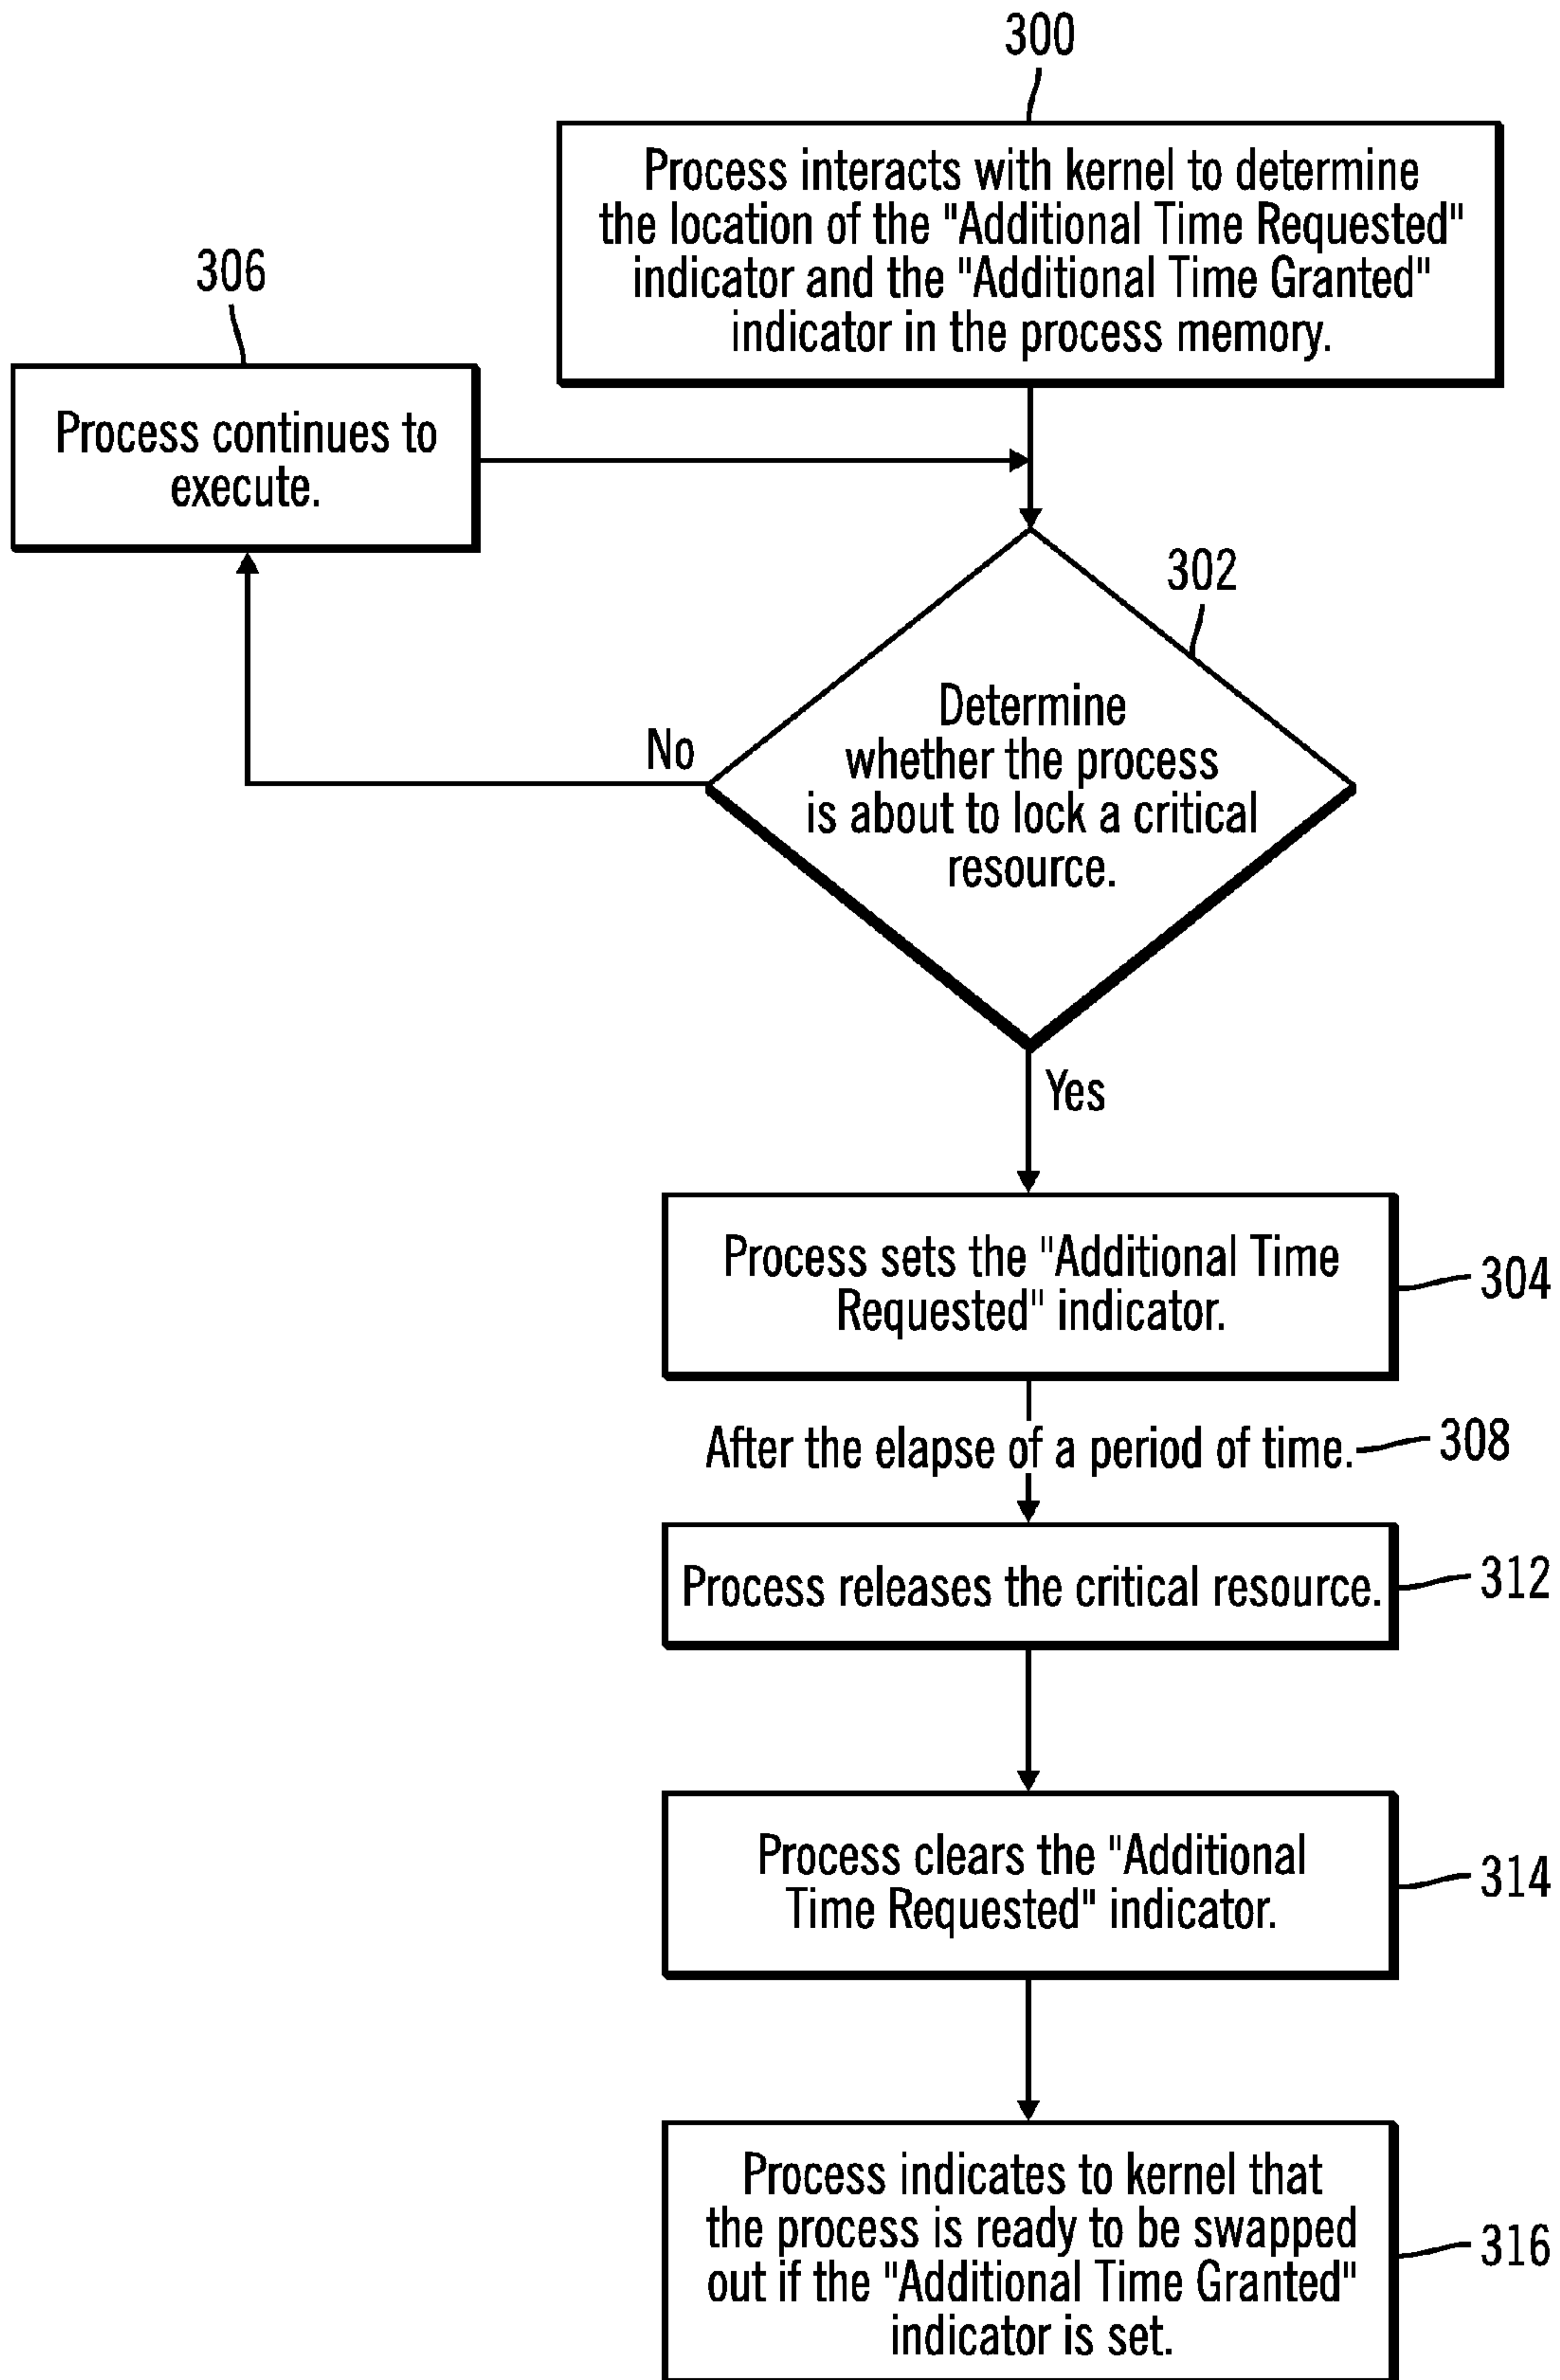 300
Process interacts with kernel to determine
the location of the "Additional Time Requested"
indicator and the "Additional Time Granted"
indicator in the process memory.
306
Process continues to
execute.
302
Determine
whether the process
is about to lock a critical
resource.
No
Yes
Process sets the "Additional Time
Requested" indicator.
304
After the elapse of a period of time.
308
Process releases the critical resource.
312
Process clears the "Additional
Time Requested" indicator.
314
Process indicates to kernel that
the process is ready to be swapped
out if the "Additional Time Granted"
indicator is set.
316